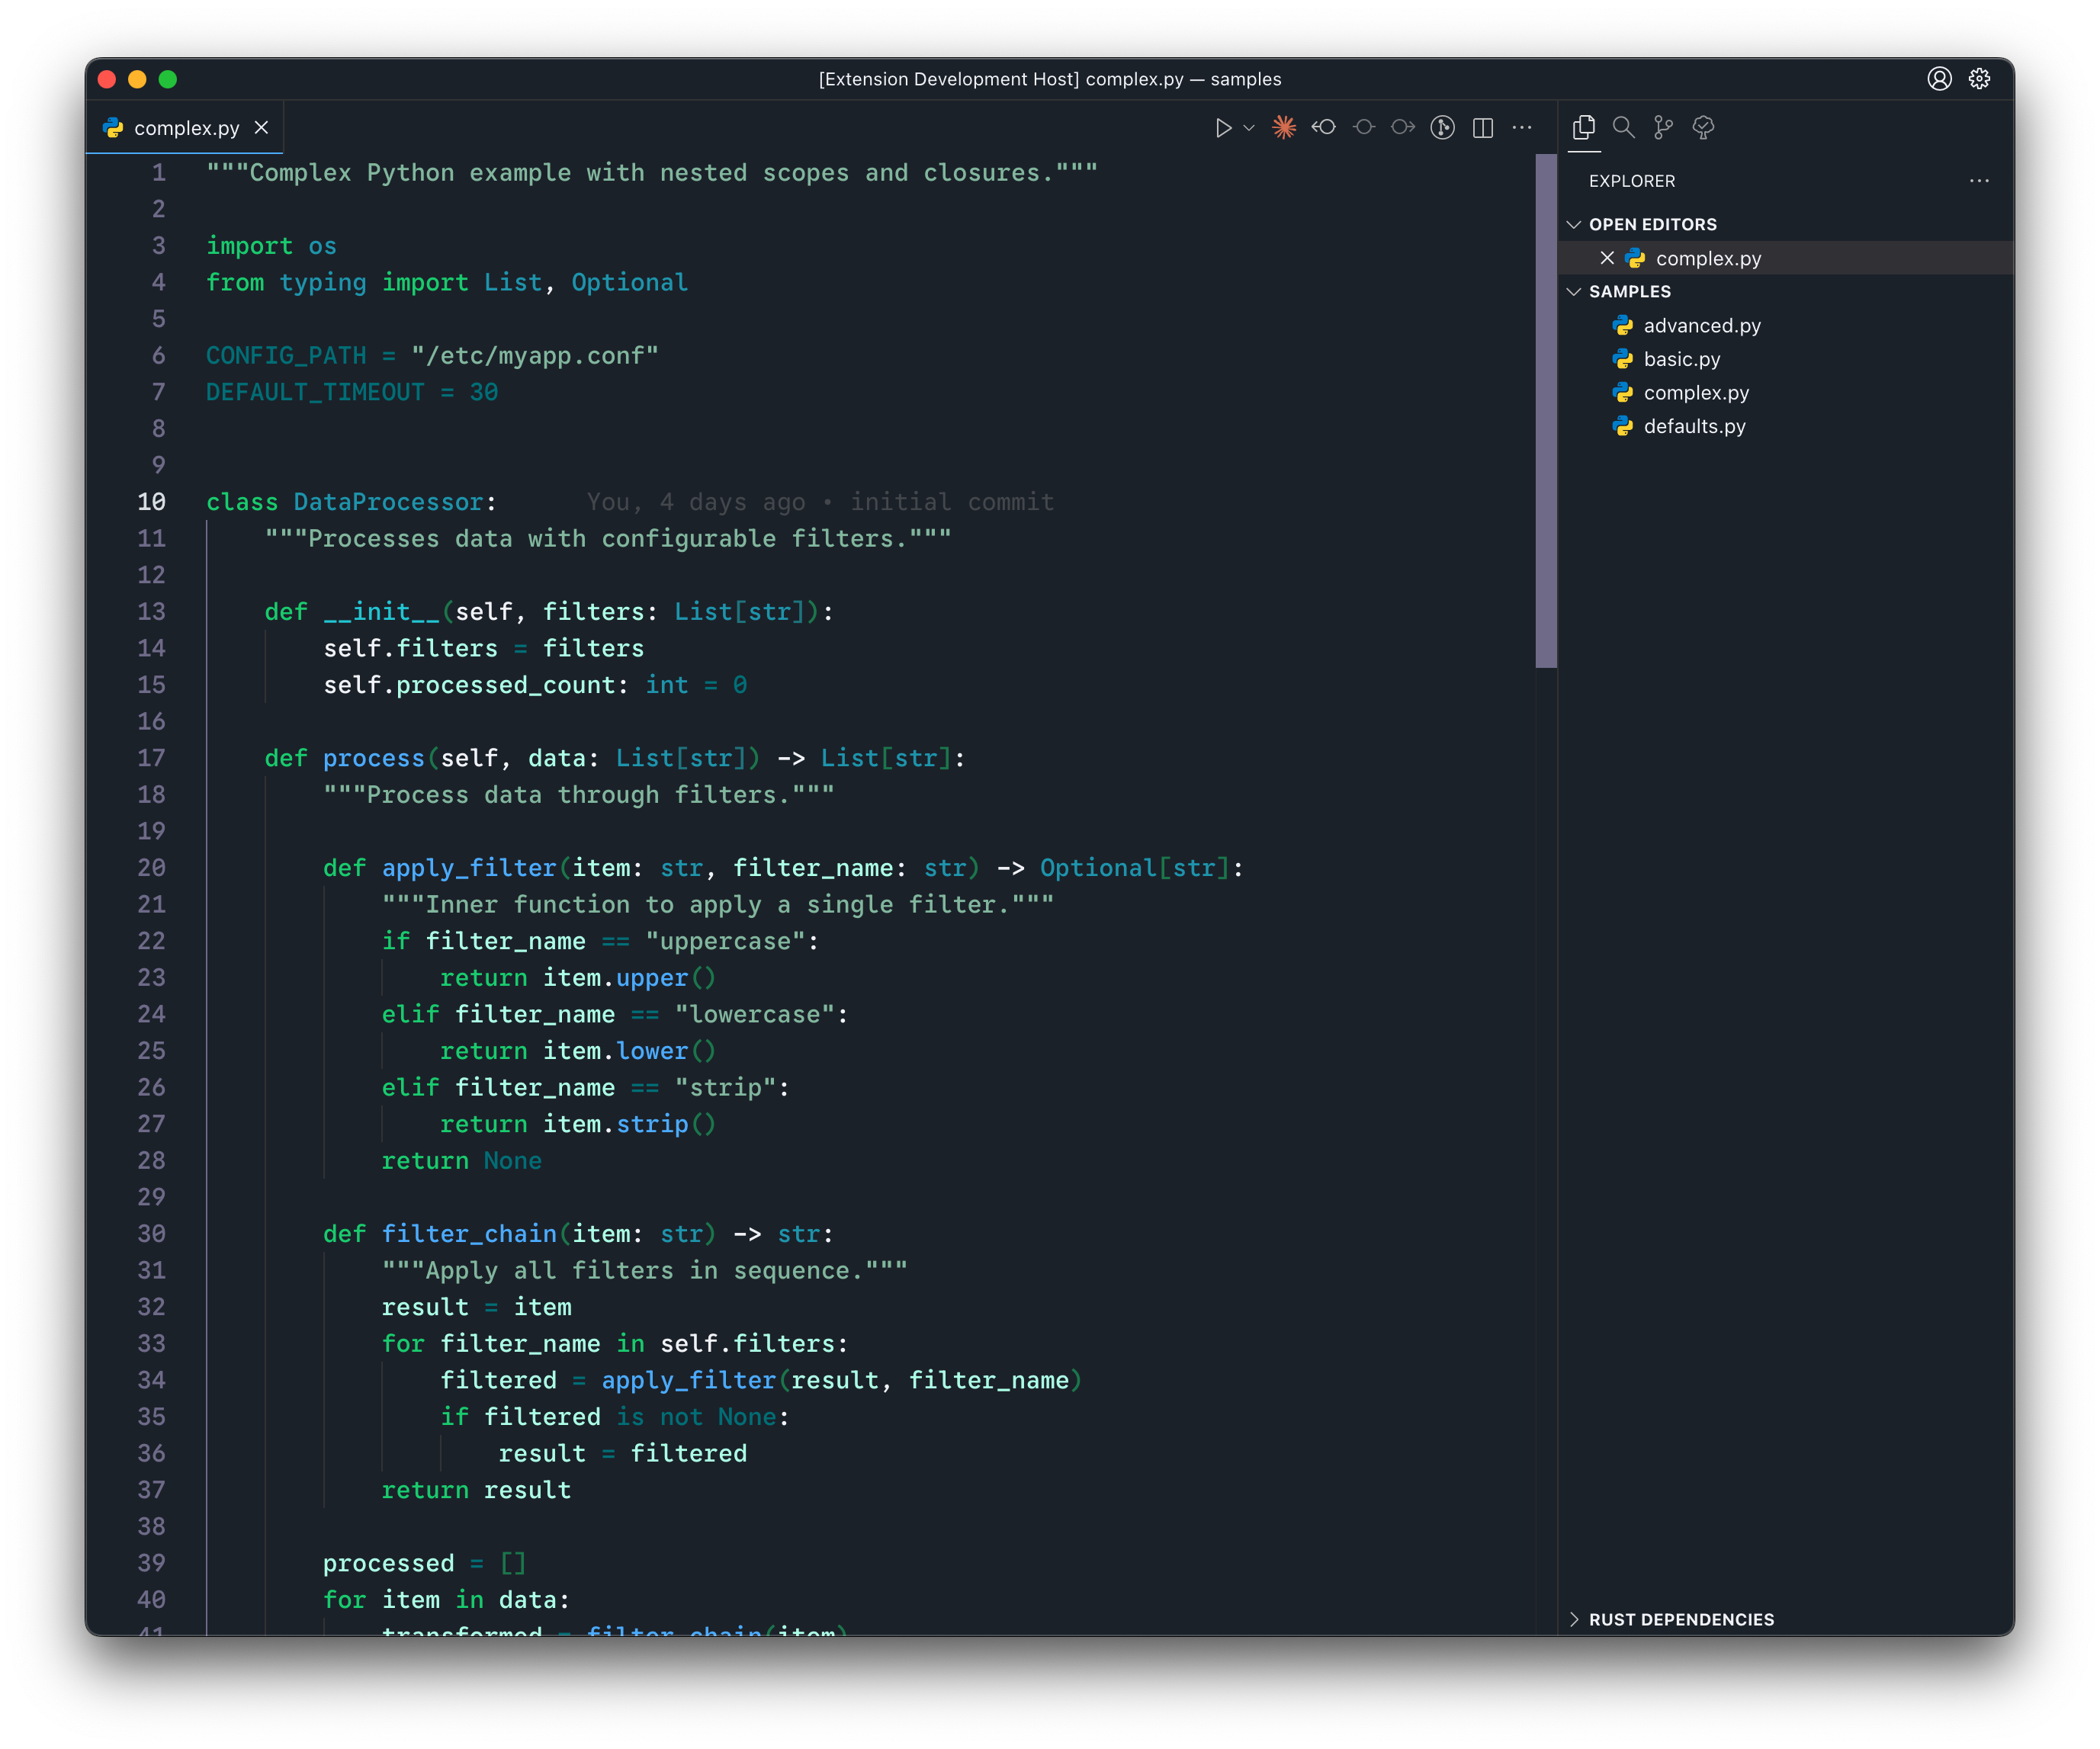 [Extension Development Host] complex.py — samples
complex.py
1 """Complex Python example with nested scopes and closures."""
2
3 import os
4 from typing import List, Optional
5
6 CONFIG_PATH = "/etc/myapp.conf"
7 DEFAULT_TIMEOUT = 30
8
9
10 class DataProcessor: You, 4 days ago • initial commit
11 """Processes data with configurable filters."""
12
13 def __init__(self, filters: List[str]):
14 self.filters = filters
15 self.processed_count: int = 0
16
17 def process(self, data: List[str]) -> List[str]:
18 """Process data through filters."""
19
20 def apply_filter(item: str, filter_name: str) -> Optional[str]:
21 """Inner function to apply a single filter."""
22 if filter_name == "uppercase":
23 return item.upper()
24 elif filter_name == "lowercase":
25 return item.lower()
26 elif filter_name == "strip":
27 return item.strip()
28 return None
29
30 def filter_chain(item: str) -> str:
31 """Apply all filters in sequence."""
32 result = item
33 for filter_name in self.filters:
34 filtered = apply_filter(result, filter_name)
35 if filtered is not None:
36 result = filtered
37 return result
38
39 processed = []
40 for item in data:
41 transformed = filter_chain(item)
EXPLORER
OPEN EDITORS
complex.py
SAMPLES
advanced.py
basic.py
complex.py
defaults.py
RUST DEPENDENCIES